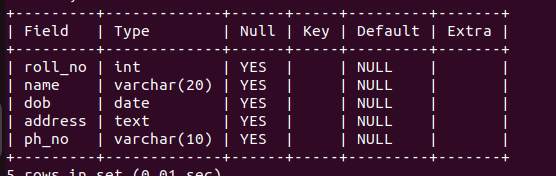 +---------+-------------+------+-----+---------+-------+
| Field   | Type        | Null | Key | Default | Extra |
+---------+-------------+------+-----+---------+-------+
| roll_no | int         | YES  |     | NULL    |       |
| name    | varchar(20) | YES  |     | NULL    |       |
| dob     | date        | YES  |     | NULL    |       |
| address | text        | YES  |     | NULL    |       |
| ph_no   | varchar(10) | YES  |     | NULL    |       |
+---------+-------------+------+-----+---------+-------+
5 rows in set (0.01 sec)